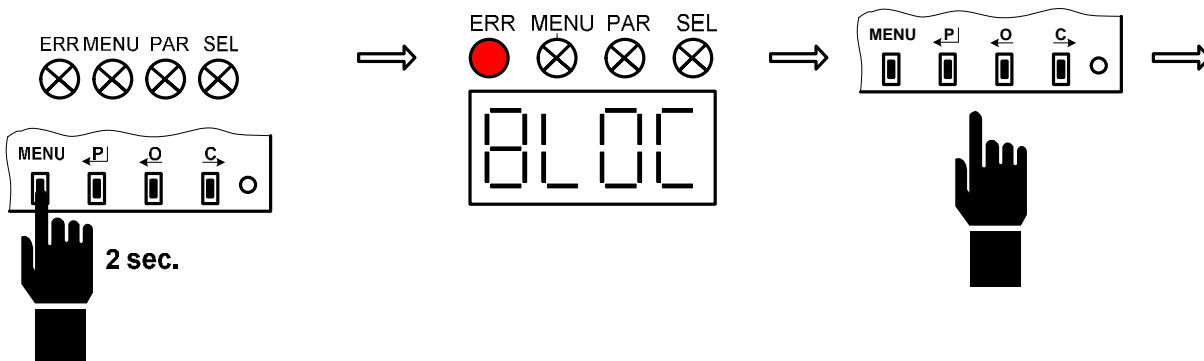 ERR MENU PAR SEL
MENU P O C
2 sec.
ERR MENU PAR SEL
BLOC
MENU P O C